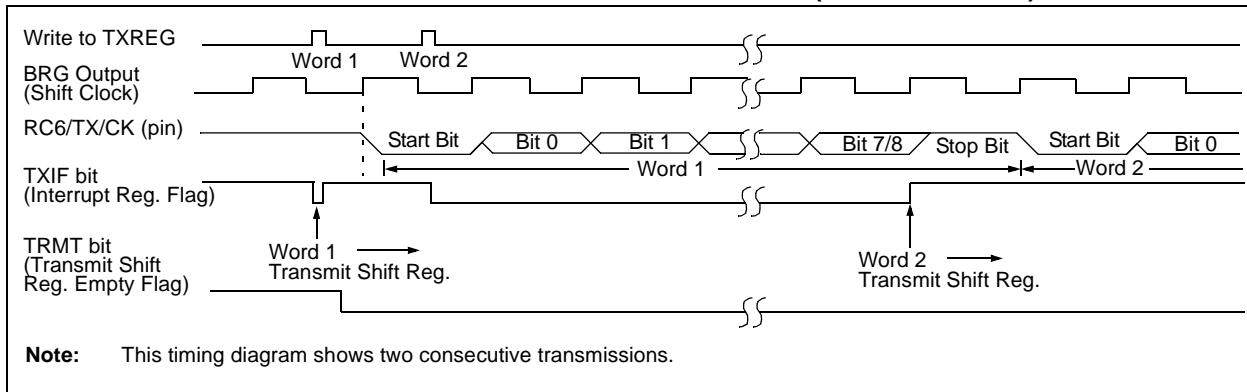 Write to TXREG
Word 1
Word 2
BRG Output
(Shift Clock)
RC6/TX/CK (pin)
Start Bit
Bit 0
Bit 1
Bit 7/8
Stop Bit
Start Bit
Bit 0
Word 1
Word 2
TXIF bit
(Interrupt Reg. Flag)
Word 1
Transmit Shift Reg.
Word 2
Transmit Shift Reg.
TRMT bit
(Transmit Shift
Reg. Empty Flag)
Note: This timing diagram shows two consecutive transmissions.